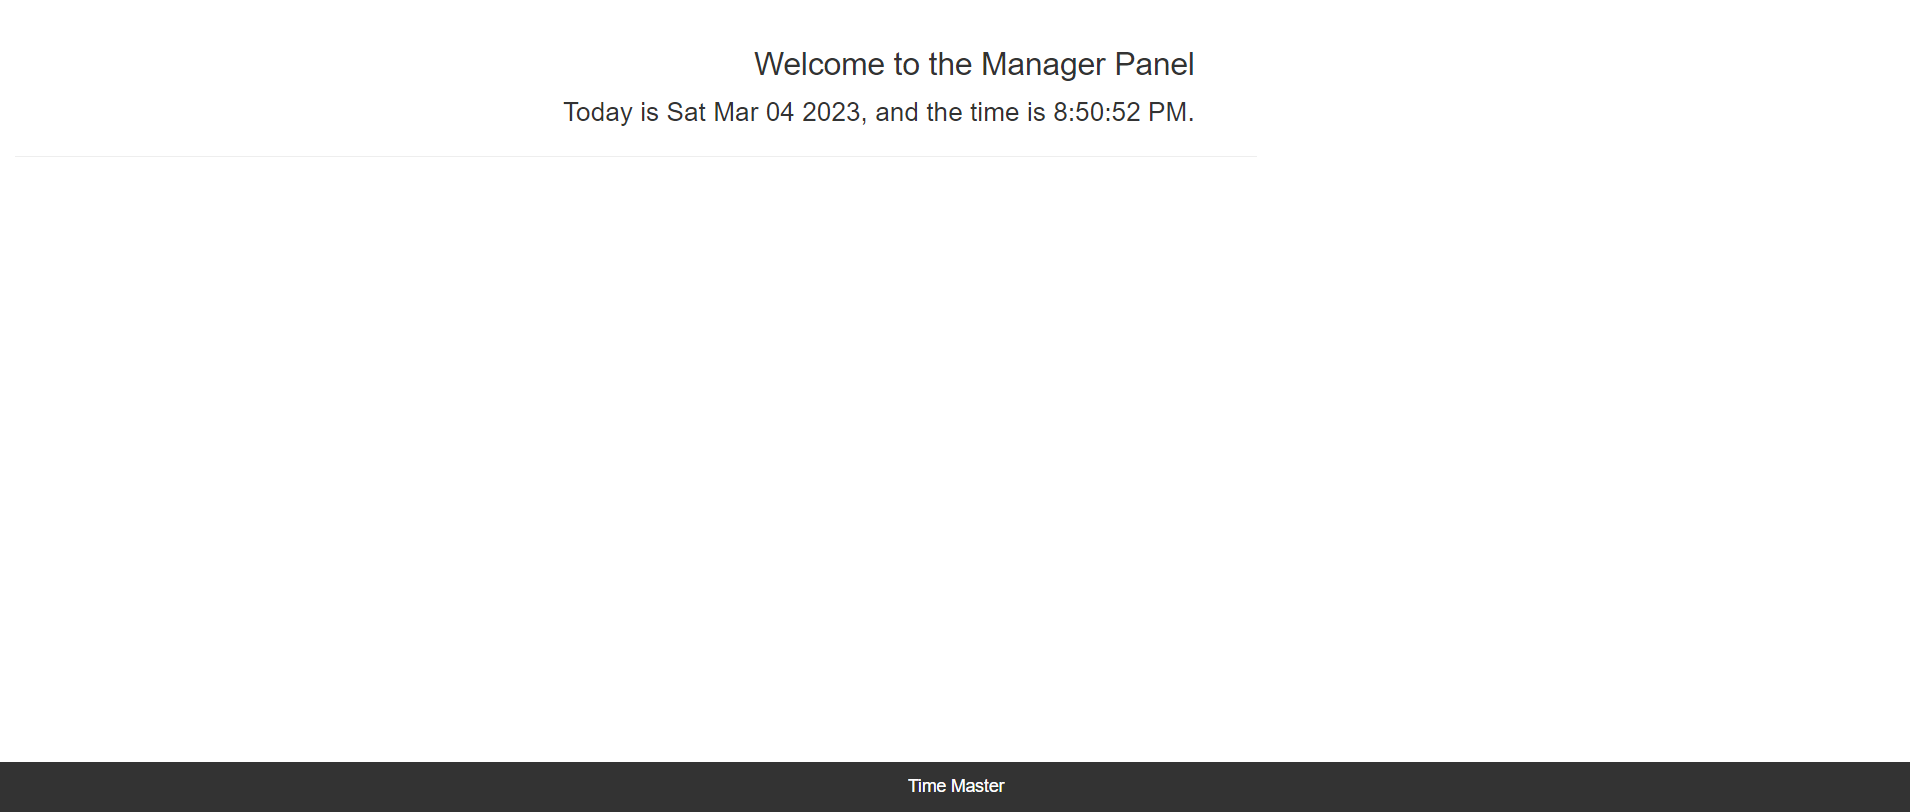 Welcome to the Manager Panel
Today is Sat Mar 04 2023, and the time is 8:50:52 PM.
Time Master